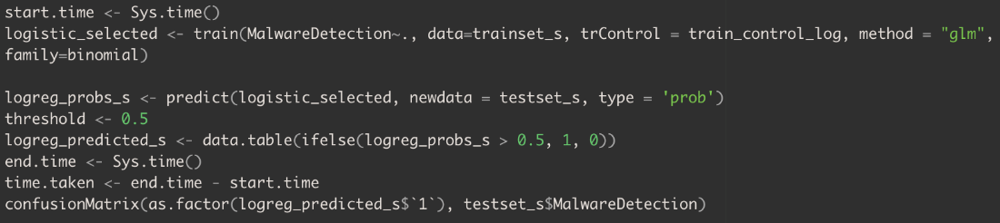 start.time <- Sys.time()
logistic_selected <- train(MalwareDetection~., data=trainset_s, trControl = train_control_log, method = "glm",
family=binomial)
logreg_probs_s <- predict(logistic_selected, newdata = testset_s, type = 'prob')
threshold <- 0.5
logreg_predicted_s <- data.table(ifelse(logreg_probs_s > 0.5, 1, 0))
end.time <- Sys.time()
time.taken <- end.time - start.time
confusionMatrix(as.factor(logreg_predicted_s$`1`), testset_s$MalwareDetection)